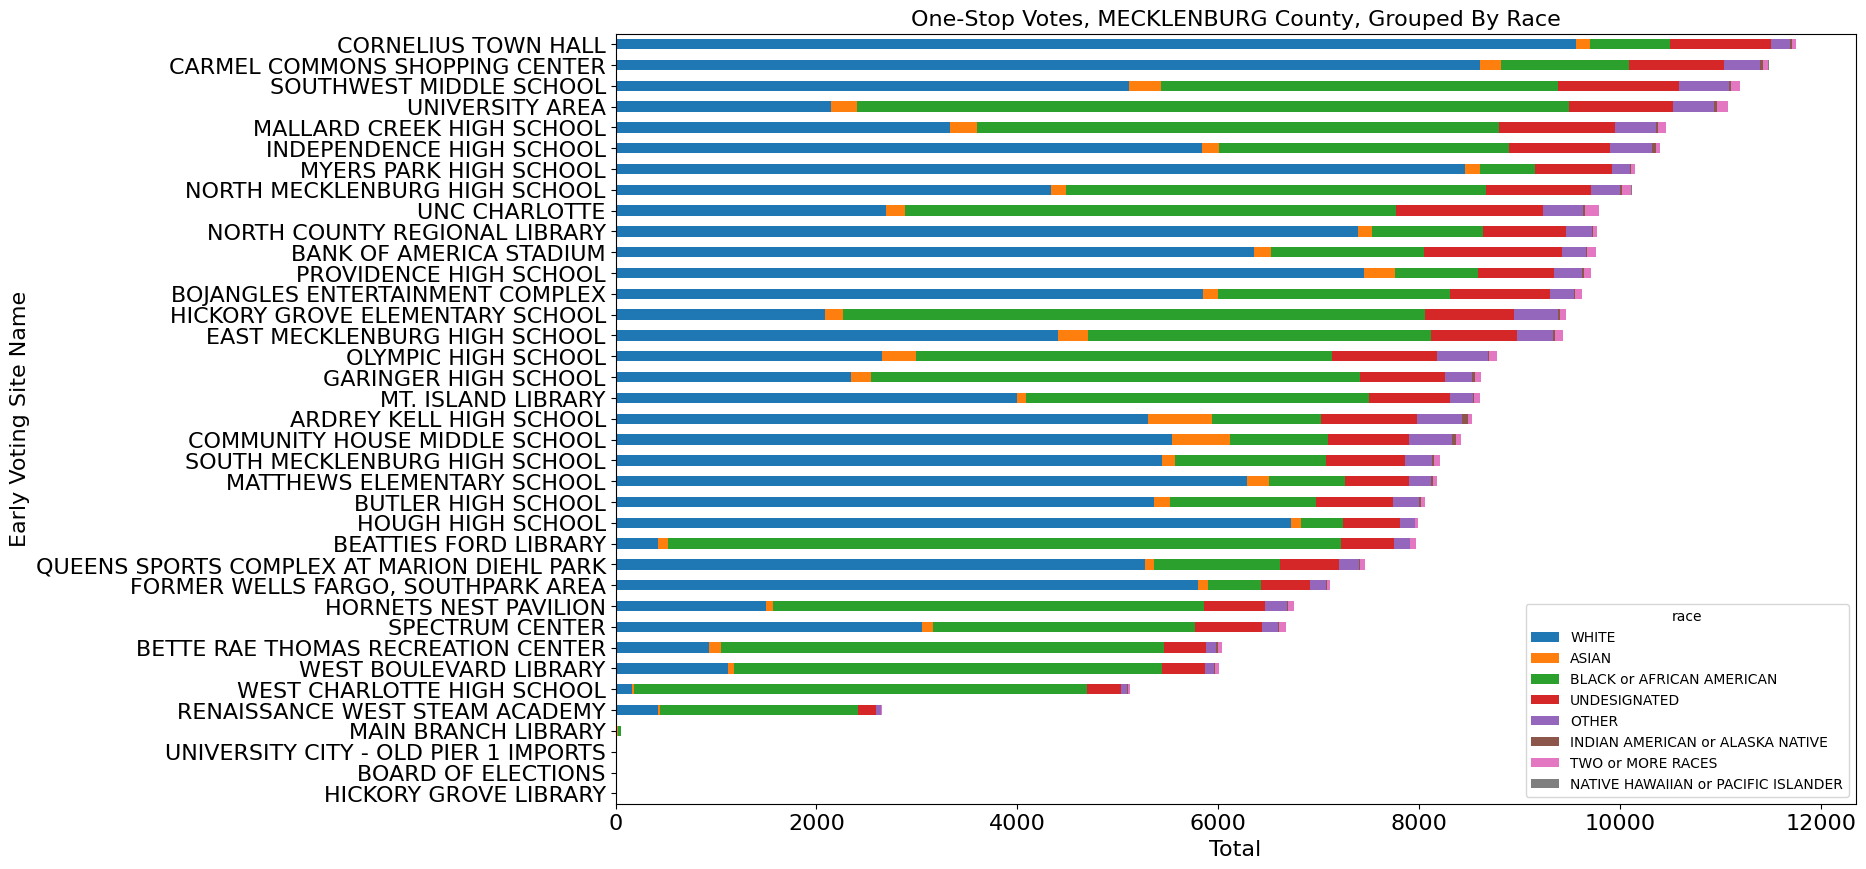 One-Stop Votes, MECKLENBURG County, Grouped By Race
Early Voting Site Name
CORNELIUS TOWN HALL
CARMEL COMMONS SHOPPING CENTER
SOUTHWEST MIDDLE SCHOOL
UNIVERSITY AREA
MALLARD CREEK HIGH SCHOOL
INDEPENDENCE HIGH SCHOOL
MYERS PARK HIGH SCHOOL
NORTH MECKLENBURG HIGH SCHOOL
UNC CHARLOTTE
NORTH COUNTY REGIONAL LIBRARY
BANK OF AMERICA STADIUM
PROVIDENCE HIGH SCHOOL
BOJANGLES ENTERTAINMENT COMPLEX
HICKORY GROVE ELEMENTARY SCHOOL
EAST MECKLENBURG HIGH SCHOOL
OLYMPIC HIGH SCHOOL
GARINGER HIGH SCHOOL
MT. ISLAND LIBRARY
ARDREY KELL HIGH SCHOOL
COMMUNITY HOUSE MIDDLE SCHOOL
SOUTH MECKLENBURG HIGH SCHOOL
MATTHEWS ELEMENTARY SCHOOL
BUTLER HIGH SCHOOL
HOUGH HIGH SCHOOL
BEATTIES FORD LIBRARY
QUEENS SPORTS COMPLEX AT MARION DIEHL PARK
FORMER WELLS FARGO, SOUTHPARK AREA
HORNETS NEST PAVILION
SPECTRUM CENTER
BETTE RAE THOMAS RECREATION CENTER
WEST BOULEVARD LIBRARY
WEST CHARLOTTE HIGH SCHOOL
RENAISSANCE WEST STEAM ACADEMY
MAIN BRANCH LIBRARY
UNIVERSITY CITY - OLD PIER 1 IMPORTS
BOARD OF ELECTIONS
HICKORY GROVE LIBRARY
race
WHITE
ASIAN
BLACK or AFRICAN AMERICAN
UNDESIGNATED
OTHER
INDIAN AMERICAN or ALASKA NATIVE
TWO or MORE RACES
NATIVE HAWAIIAN or PACIFIC ISLANDER
0 2000 4000 6000 8000 10000 12000
Total